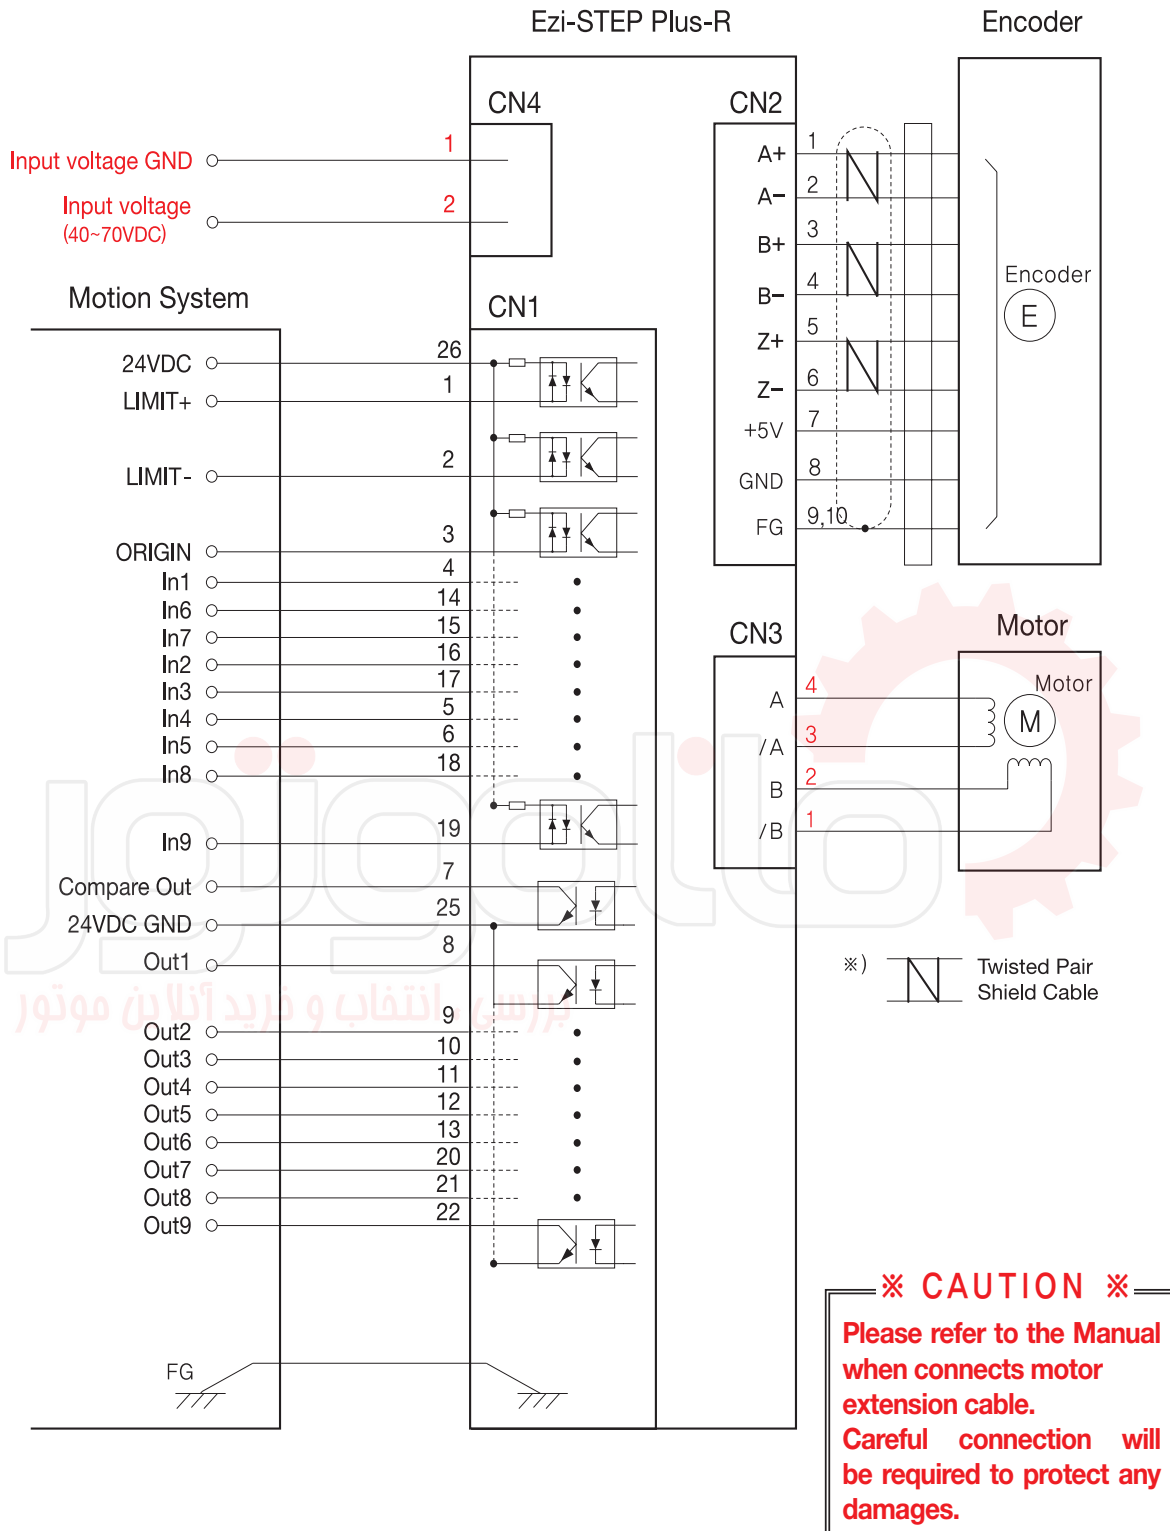 Ezi-STEP Plus-R
Encoder
CN4
CN2
Input voltage GND
1
Input voltage
(40~70VDC)
2
A+
1
A−
2
B+
3
B−
4
Z+
5
Z−
6
+5V
7
GND
8
FG
9,10
Encoder
E
Motion System
CN1
24VDC
26
LIMIT+
1
LIMIT-
2
ORIGIN
3
In1
4
In6
14
In7
15
In2
16
In3
17
In4
5
In5
6
In8
18
In9
19
Compare Out
7
24VDC GND
25
Out1
8
Out2
9
Out3
10
Out4
11
Out5
12
Out6
13
Out7
20
Out8
21
Out9
22
FG
CN3
Motor
A
4
/A
3
B
2
/B
1
Motor
M
※)
Twisted Pair
Shield Cable
ماناموتور
بررسی، انتخاب و خرید آنلاین موتور
※ CAUTION ※
Please refer to the Manual
when connects motor
extension cable.
Careful connection will
be required to protect any
damages.